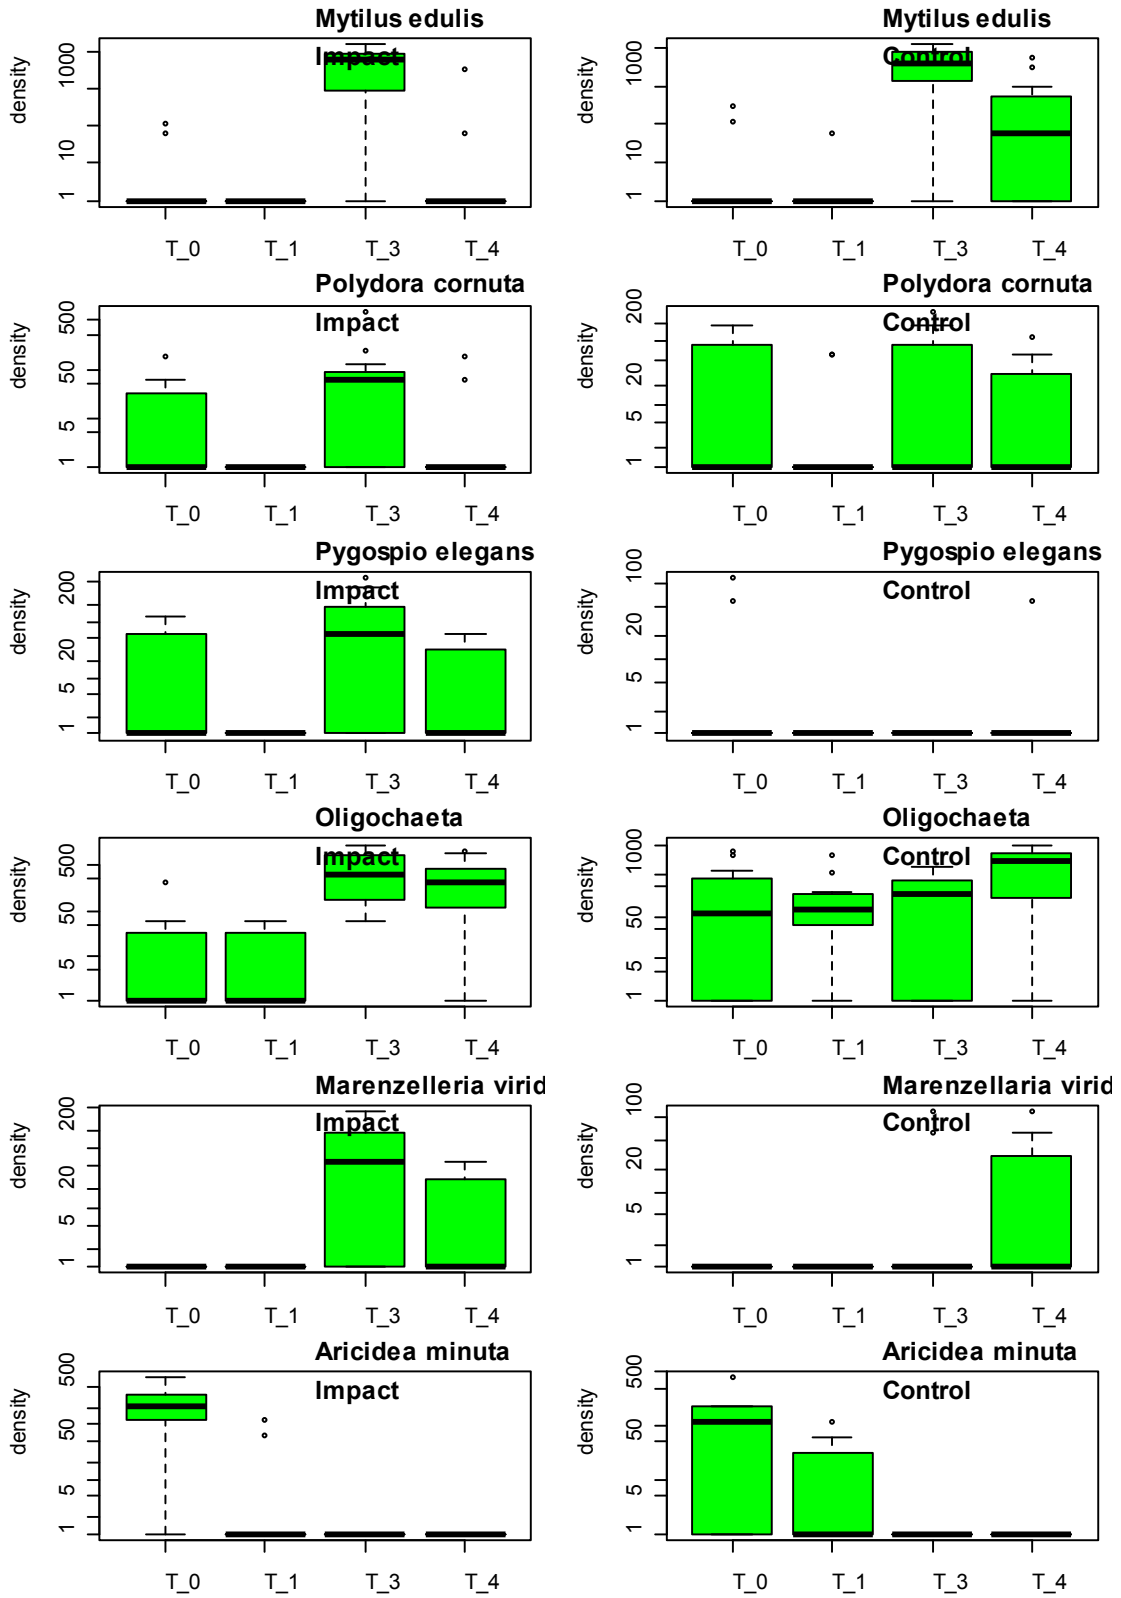 Mytilus edulis
Impact
density
1000
10
1
T_0 T_1 T_3 T_4
Mytilus edulis
Control
density
1000
10
1
T_0 T_1 T_3 T_4
Polydora cornuta
Impact
density
500
50
5
1
T_0 T_1 T_3 T_4
Polydora cornuta
Control
density
200
20
5
1
T_0 T_1 T_3 T_4
Pygospio elegans
Impact
density
200
20
5
1
T_0 T_1 T_3 T_4
Pygospio elegans
Control
density
100
20
5
1
T_0 T_1 T_3 T_4
Oligochaeta
Impact
density
500
50
5
1
T_0 T_1 T_3 T_4
Oligochaeta
Control
density
1000
50
5
1
T_0 T_1 T_3 T_4
Marenzelleria virid
Impact
density
200
20
5
1
T_0 T_1 T_3 T_4
Marenzellaria virid
Control
density
100
20
5
1
T_0 T_1 T_3 T_4
Aricidea minuta
Impact
density
500
50
5
1
T_0 T_1 T_3 T_4
Aricidea minuta
Control
density
500
50
5
1
T_0 T_1 T_3 T_4